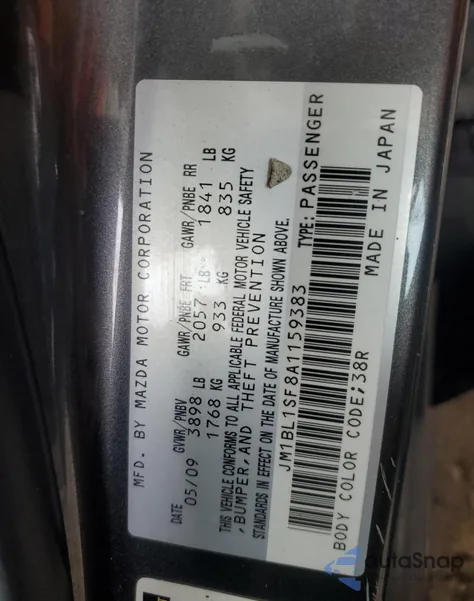 MFD. BY MAZDA MOTOR CORPORATION
GVWR/PNBV GAWR/PNBE FRT GAWR/PNBE RR
DATE 3898 LB 2057 LB 1841 LB
05/09 1768 KG 933 KG 835 KG
THIS VEHICLE CONFORMS TO ALL APPLICABLE FEDERAL MOTOR VEHICLE SAFETY
,BUMPER, AND THEFT PREVENTION
STANDARDS IN EFFECT ON THE DATE OF MANUFACTURE SHOWN ABOVE.
JM1BL1SF8A1159383 TYPE: PASSENGER
BODY COLOR CODE;38R MADE IN JAPAN
autaSnap